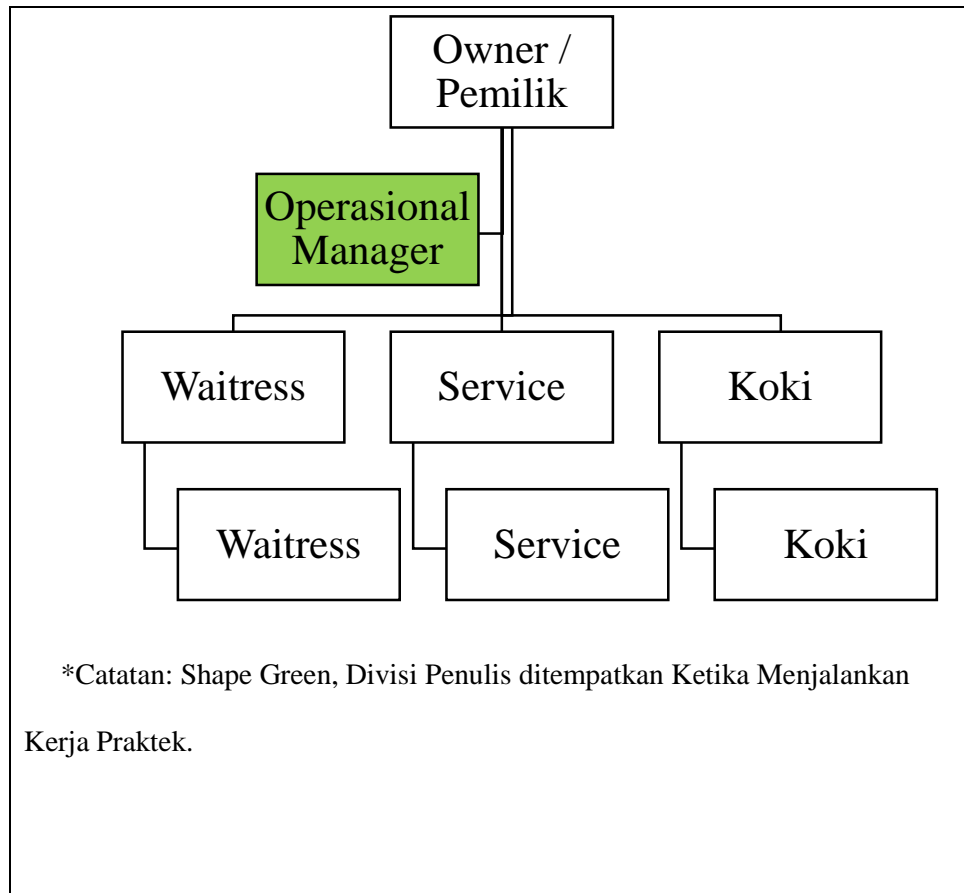 Owner /
Pemilik
Operasional
Manager
Waitress
Service
Koki
Waitress
Service
Koki
*Catatan: Shape Green, Divisi Penulis ditempatkan Ketika Menjalankan
Kerja Praktek.